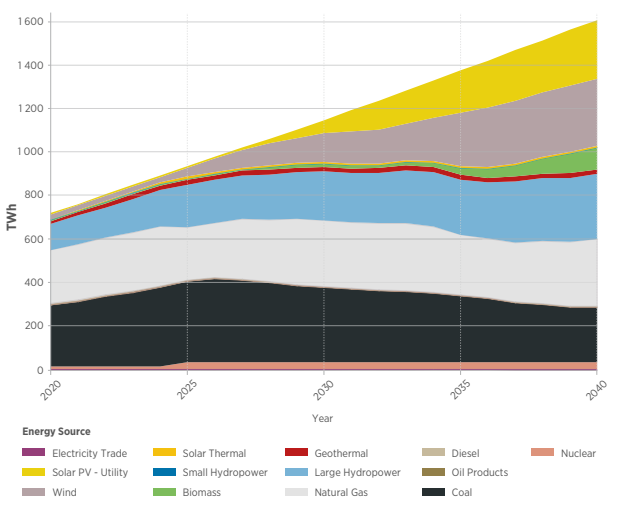 1 600
1 400
1 200
1 000
800
600
400
200
0
TWh
2020
2025
2030
2035
2040
Year
Energy Source
Electricity Trade
Solar Thermal
Geothermal
Diesel
Nuclear
Solar PV - Utility
Small Hydropower
Large Hydropower
Oil Products
Wind
Biomass
Natural Gas
Coal